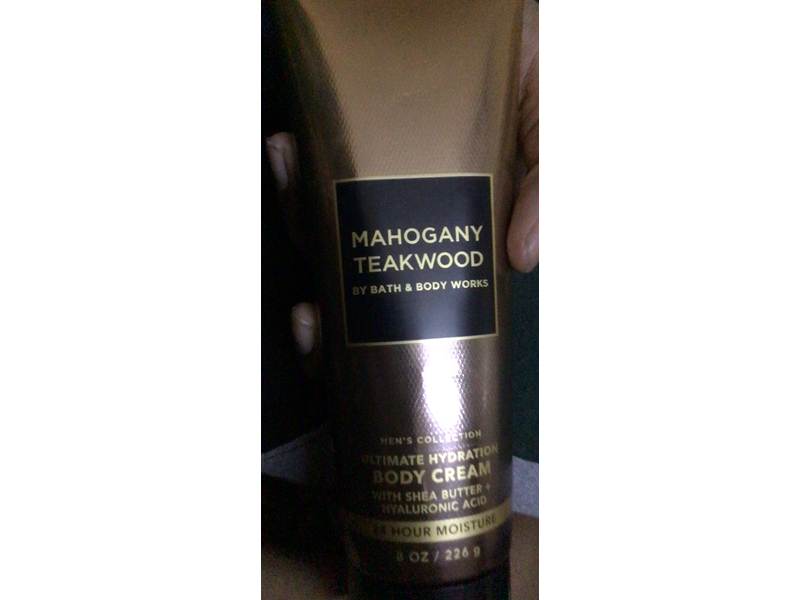 MAHOGANY
TEAKWOOD
BY BATH & BODY WORKS
MEN'S COLLECTION
ULTIMATE HYDRATION
BODY CREAM
WITH SHEA BUTTER +
HYALURONIC ACID
24 HOUR MOISTURE
8 OZ / 226 g